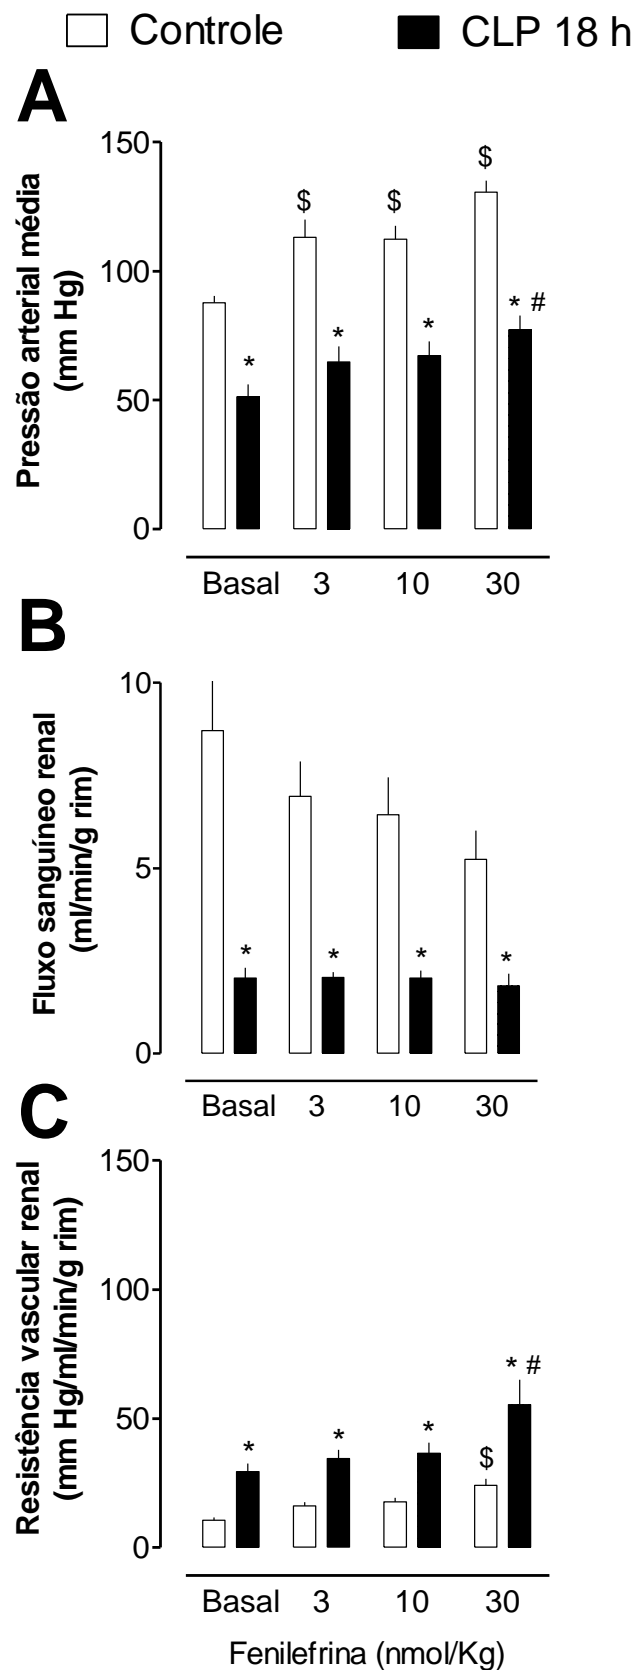 Controle CLP 18 h
A
Pressão arterial média
(mm Hg)
150
100
50
0
$ $ $
* * * * #
Basal 3 10 30
B
Fluxo sanguíneo renal
(ml/min/g rim)
10
5
0
* * * *
Basal 3 10 30
C
Resistência vascular renal
(mm Hg/ml/min/g rim)
150
100
50
0
* * * $ * #
Basal 3 10 30
Fenilefrina (nmol/Kg)